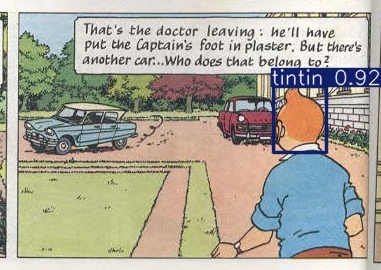 That's the doctor leaving : he'll have
put the Captain's foot in plaster. But there's
another car...Who does that belong to?
tintin 0.92